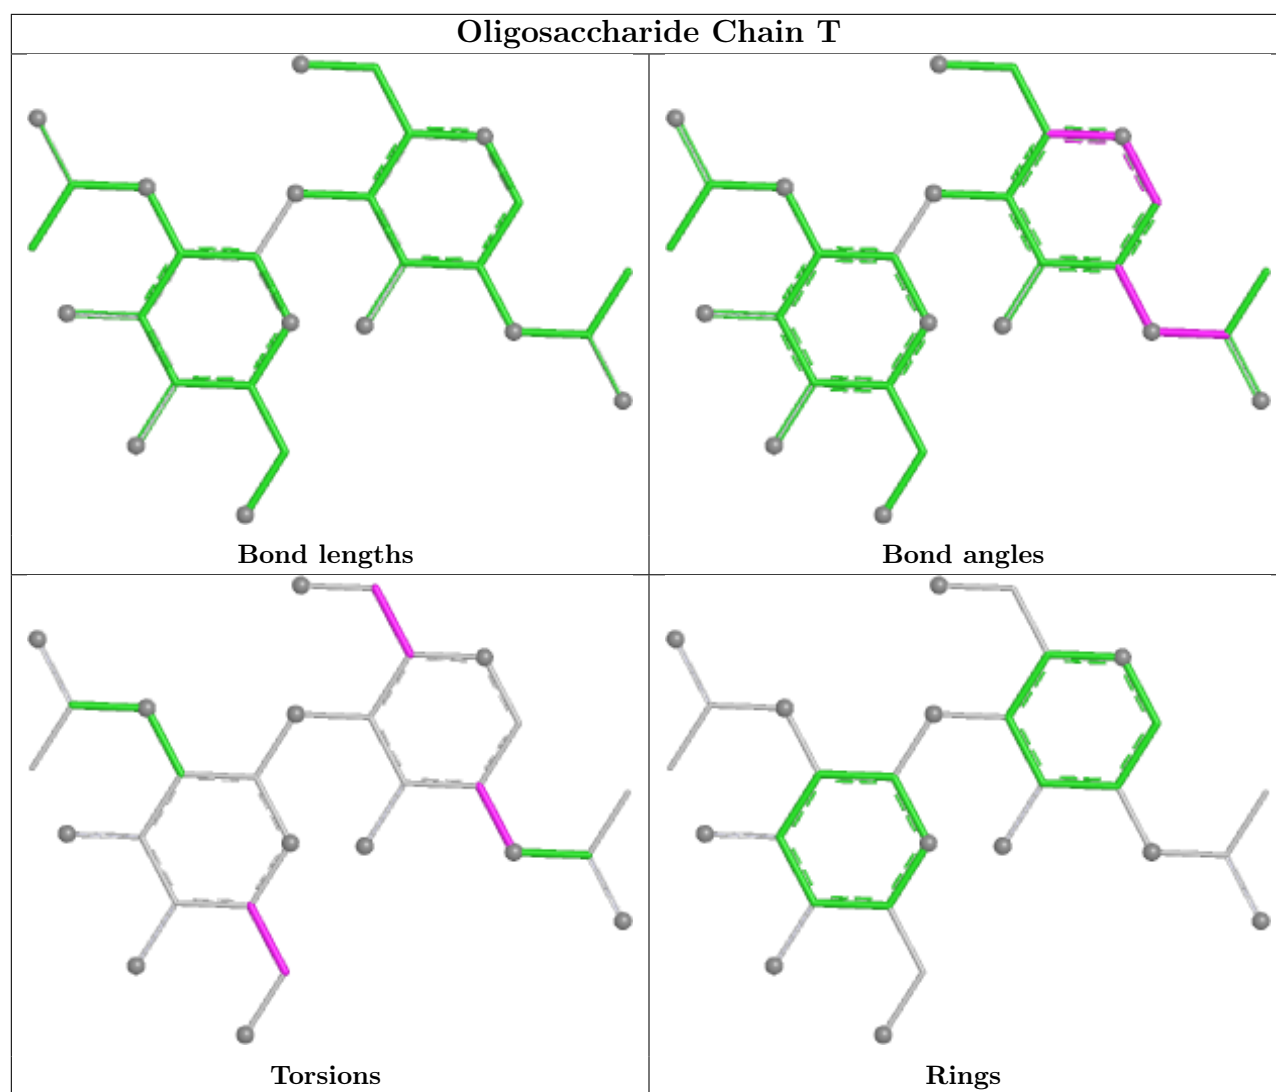 Oligosaccharide Chain T
Bond lengths
Bond angles
Torsions
Rings